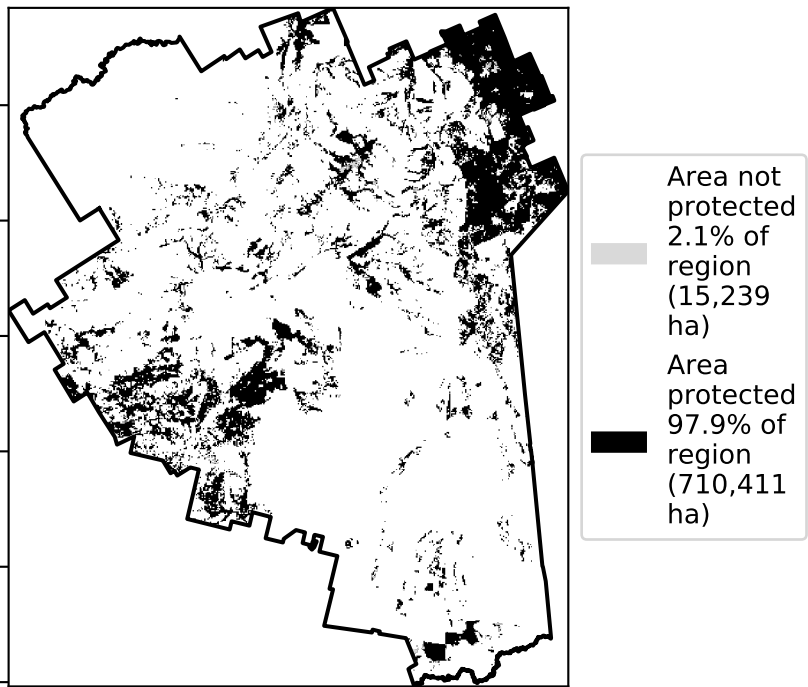 Area not
protected
2.1% of
region
(15,239
ha)
Area
protected
97.9% of
region
(710,411
ha)